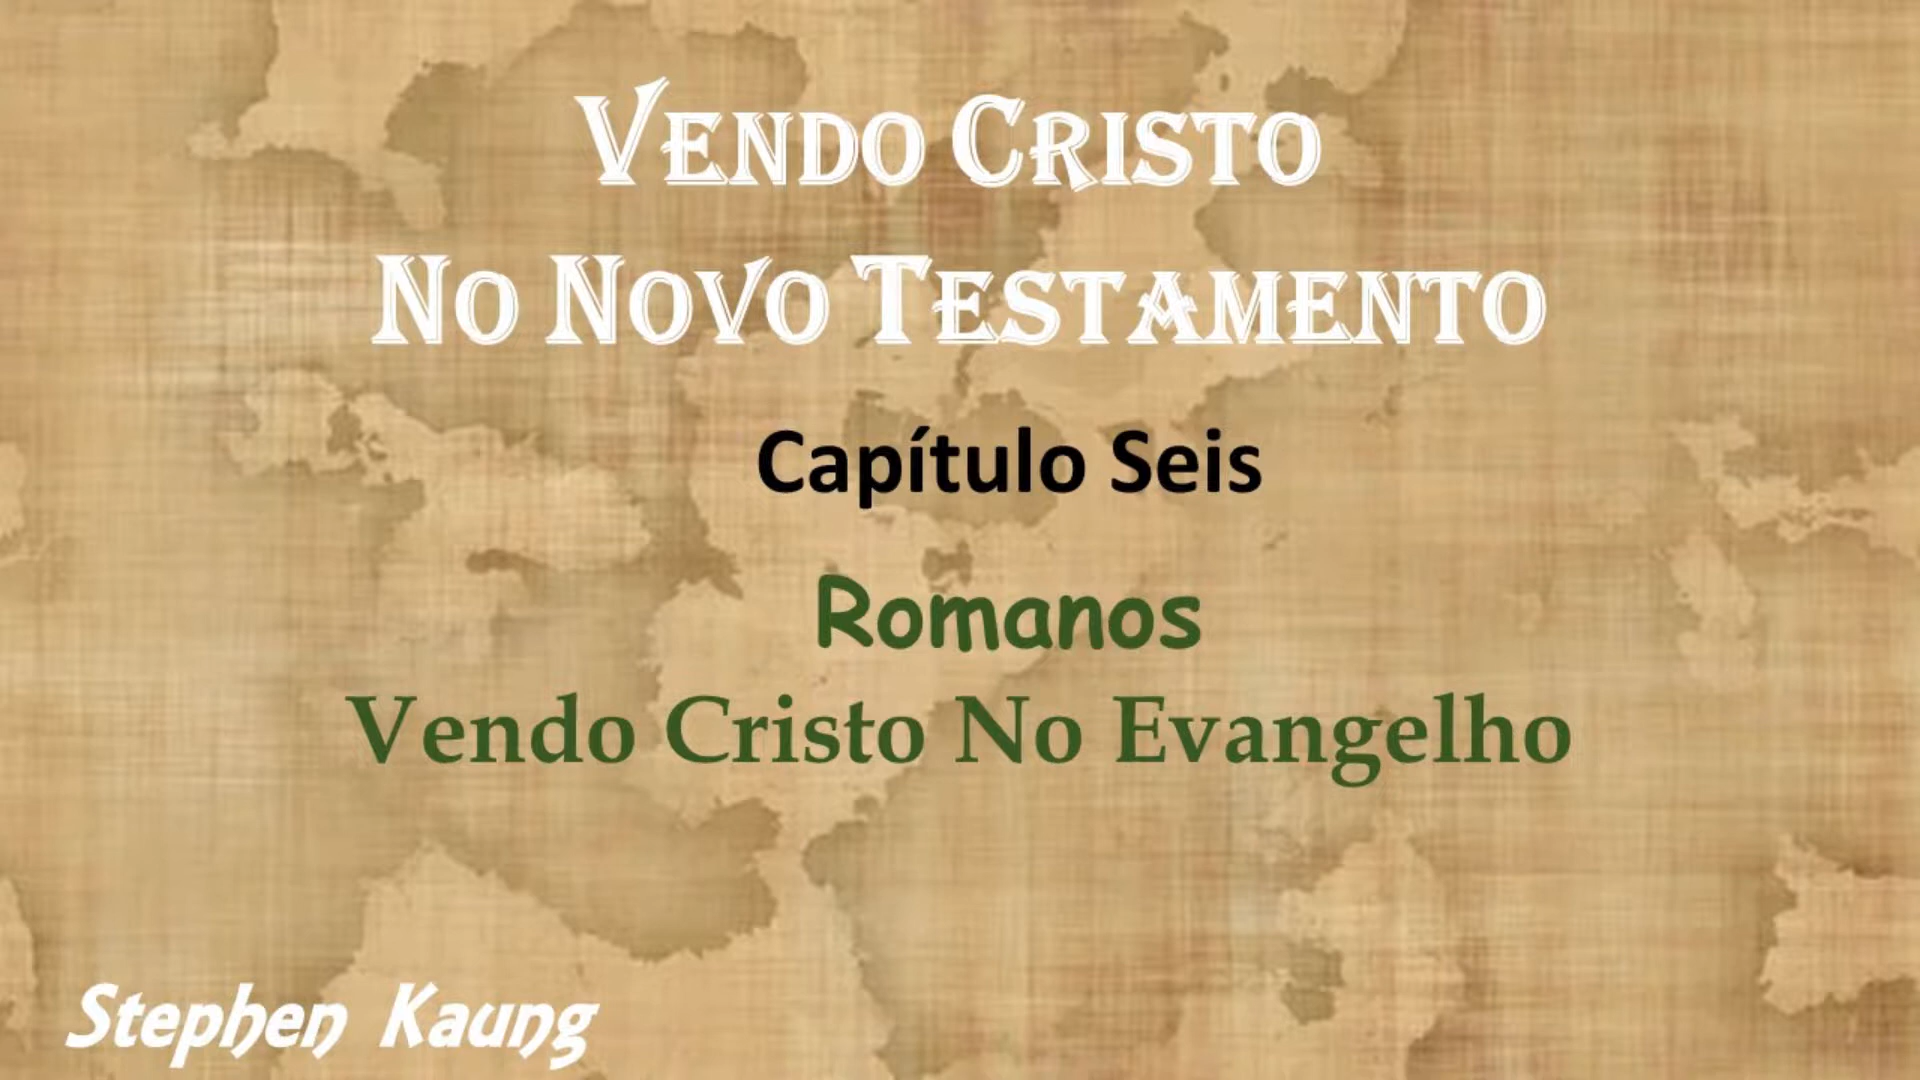 Vendo Cristo
No Novo Testamento
Capítulo Seis
Romanos
Vendo Cristo No Evangelho
Stephen Kaung